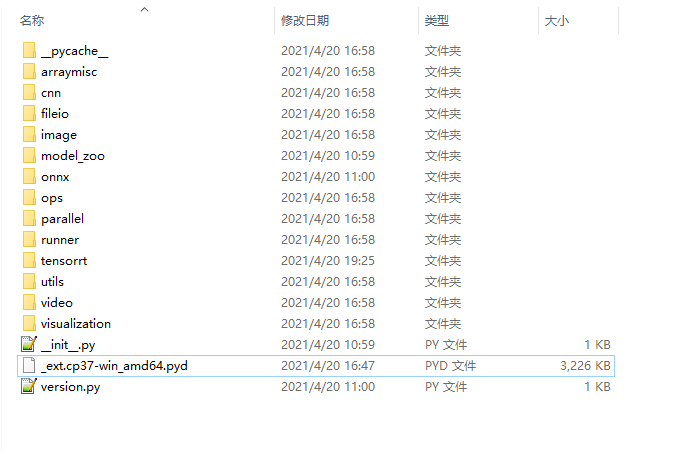 名称 修改日期 类型 大小
__pycache__ 2021/4/20 16:58 文件夹
arraymisc 2021/4/20 16:58 文件夹
cnn 2021/4/20 16:58 文件夹
fileio 2021/4/20 16:58 文件夹
image 2021/4/20 16:58 文件夹
model_zoo 2021/4/20 10:59 文件夹
onnx 2021/4/20 11:00 文件夹
ops 2021/4/20 16:58 文件夹
parallel 2021/4/20 16:58 文件夹
runner 2021/4/20 16:58 文件夹
tensorrt 2021/4/20 19:25 文件夹
utils 2021/4/20 16:58 文件夹
video 2021/4/20 16:58 文件夹
visualization 2021/4/20 16:58 文件夹
__init__.py 2021/4/20 10:59 PY 文件 1 KB
_ext.cp37-win_amd64.pyd 2021/4/20 16:47 PYD 文件 3,226 KB
version.py 2021/4/20 11:00 PY 文件 1 KB